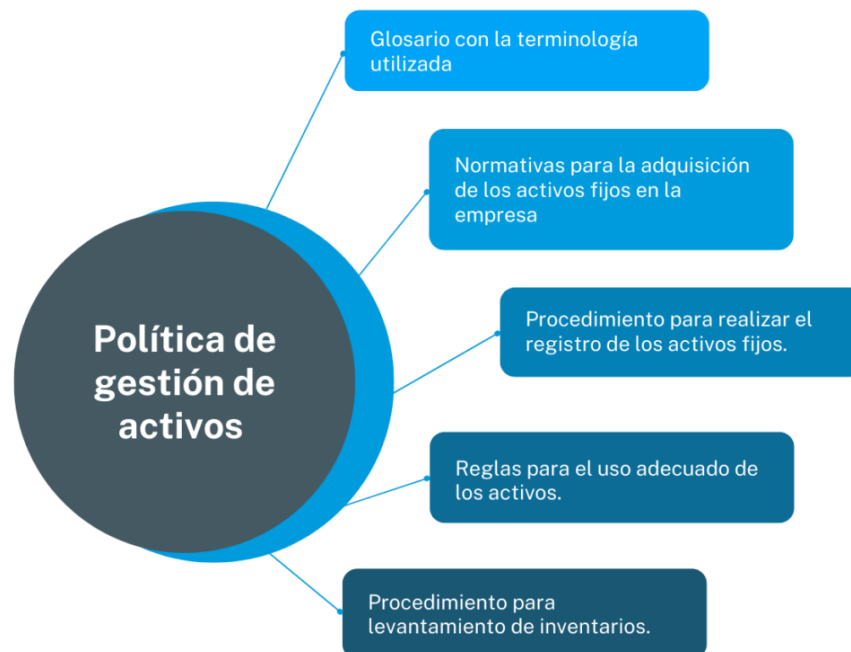 Glosario con la terminología
utilizada
Normativas para la adquisición
de los activos fijos en la
empresa
Procedimiento para realizar el
registro de los activos fijos.
Política de
gestión de
activos
Reglas para el uso adecuado de
los activos.
Procedimiento para
levantamiento de inventarios.